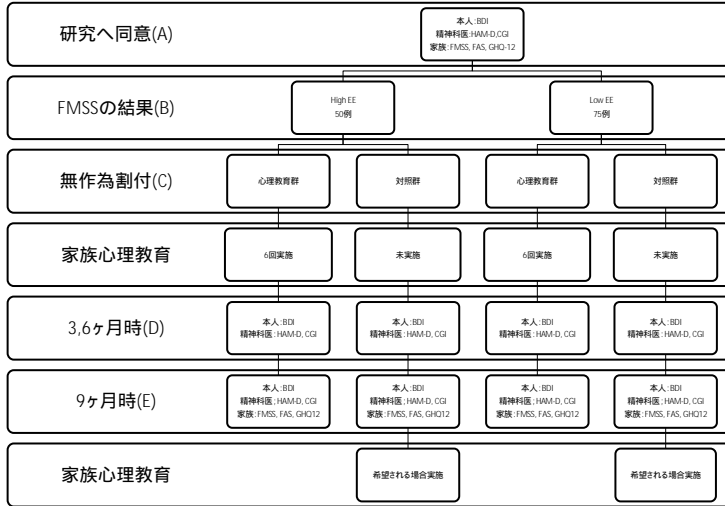 研究へ同意(A)
本人:BDI
精神科医:HAM-D,CGI
家族:FMSS, FAS, GHQ-12
FMSSの結果(B)
High EE
50例
Low EE
75例
無作為割付(C)
心理教育群
対照群
心理教育群
対照群
家族心理教育
6回実施
未実施
6回実施
未実施
3,6ヶ月時(D)
本人:BDI
精神科医:HAM-D, CGI
本人:BDI
精神科医:HAM-D, CGI
本人:BDI
精神科医:HAM-D, CGI
本人:BDI
精神科医:HAM-D, CGI
9ヶ月時(E)
本人:BDI
精神科医;HAM-D, CGI
家族:FMSS, FAS, GHQ12
本人:BDI
精神科医;HAM-D, CGI
家族:FMSS, FAS, GHQ12
本人:BDI
精神科医;HAM-D, CGI
家族:FMSS, FAS, GHQ12
本人:BDI
精神科医;HAM-D, CGI
家族:FMSS, FAS, GHQ12
家族心理教育
希望される場合実施
希望される場合実施